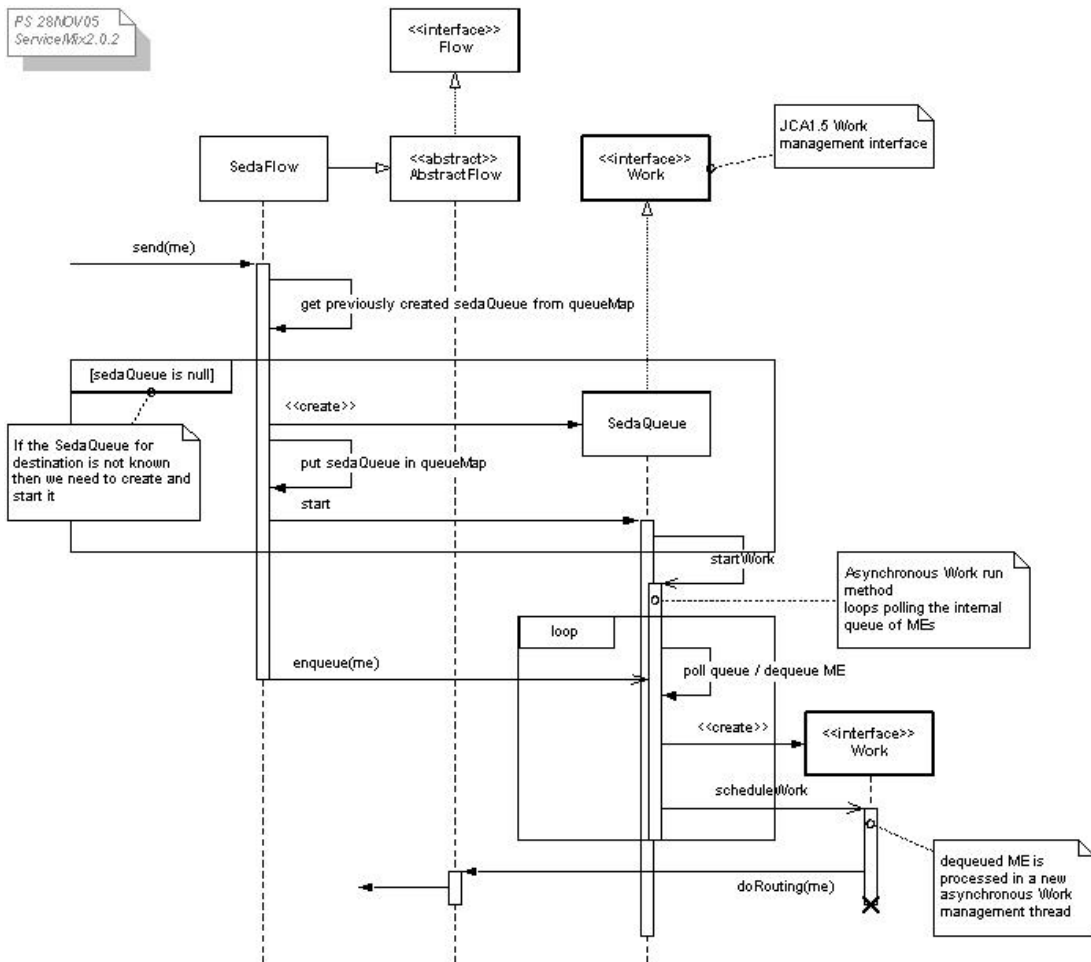 PS 28NOV05
ServiceMix2.0.2
<<interface>>
Flow
JCA1.5 Work
management interface
SedaFlow
<<abstract>>
AbstractFlow
<<interface>>
Work
send(me)
get previously created sedaQueue from queueMap
[sedaQueue is null]
<<create>>
SedaQueue
If the SedaQueue for
destination is not known
then we need to create and
start it
put sedaQueue in queueMap
start
startWork
Asynchronous Work run
method
loops polling the internal
queue of MEs
loop
enqueue(me)
poll queue / dequeue ME
<<create>>
<<interface>>
Work
scheduleWork
dequeued ME is
processed in a new
asynchronous Work
management thread
doRouting(me)